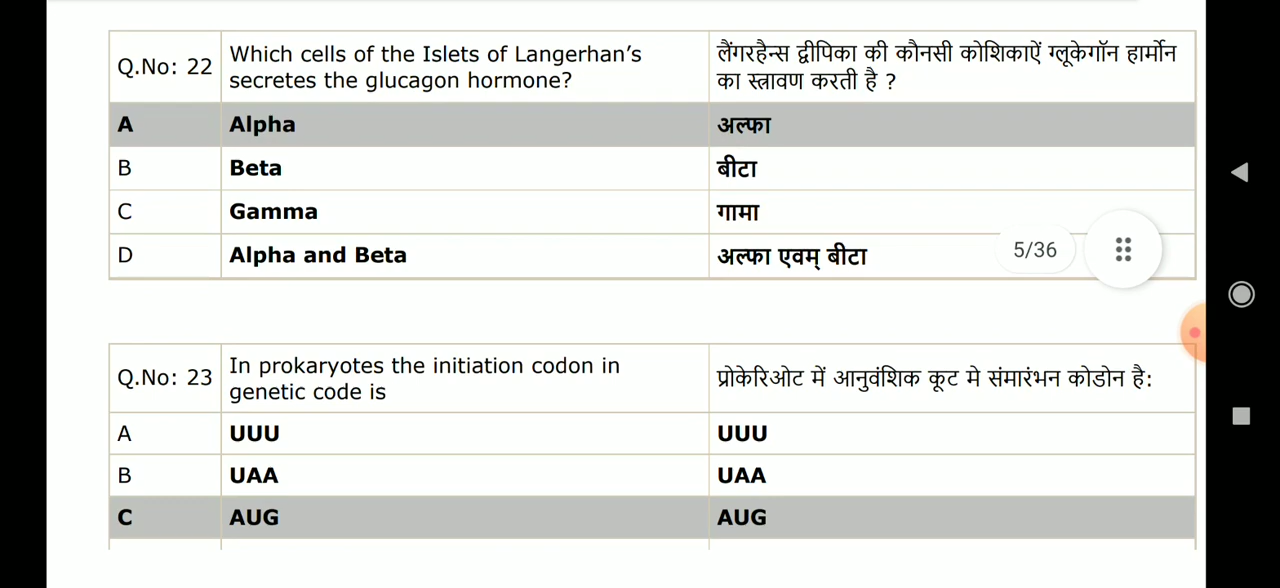 Q.No: 22 Which cells of the Islets of Langerhan’s secretes the glucagon hormone? लैंगरहैन्स द्वीपिका की कौनसी कोशिकाऐं ग्लूकेगॉन हार्मोन का स्त्रावण करती है ?
A Alpha अल्फा
B Beta बीटा
C Gamma गामा
D Alpha and Beta अल्फा एवम् बीटा
5/36
Q.No: 23 In prokaryotes the initiation codon in genetic code is प्रोकेरिओट में आनुवंशिक कूट मे संमारंभन कोडोन है:
A UUU UUU
B UAA UAA
C AUG AUG